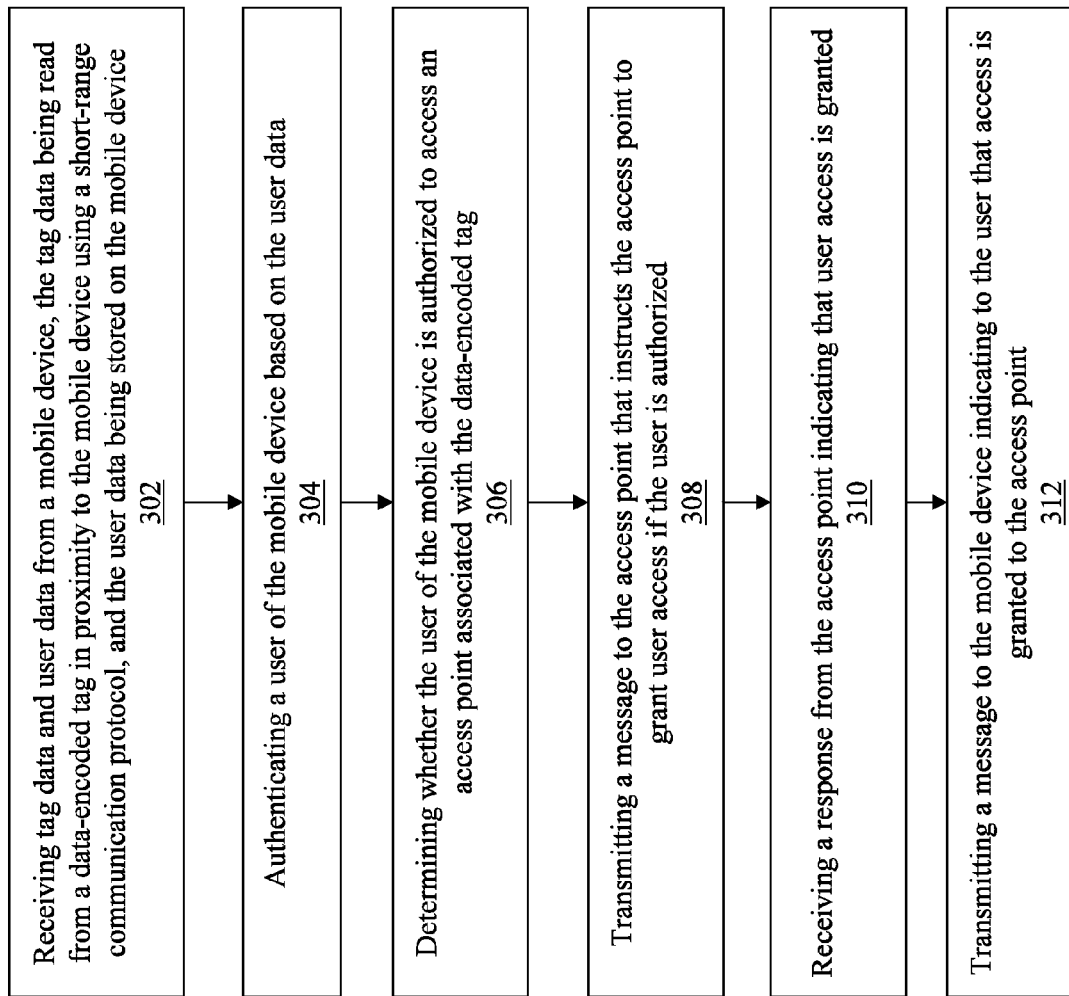 Receiving tag data and user data from a mobile device, the tag data being read
from a data-encoded tag in proximity to the mobile device using a short-range
communication protocol, and the user data being stored on the mobile device
302
Authenticating a user of the mobile device based on the user data
304
Determining whether the user of the mobile device is authorized to access an
access point associated with the data-encoded tag
306
Transmitting a message to the access point that instructs the access point to
grant user access if the user is authorized
308
Receiving a response from the access point indicating that user access is granted
310
Transmitting a message to the mobile device indicating to the user that access is
granted to the access point
312